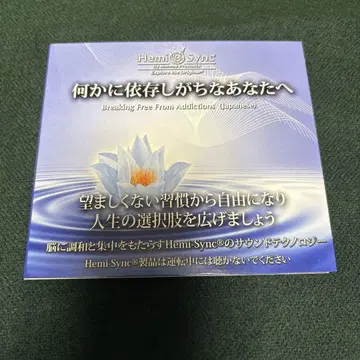 Hemi Sync
by Monroe Products
Explore the Original™
何かに依存しがちなあなたへ
Breaking Free From Addictions (Japanese)
望ましくない習慣から自由になり
人生の選択肢を広げましょう
脳に調和と集中をもたらすHemi-Sync®のサウンドテクノロジー
Hemi-Sync®製品は運転中には聴かないでください